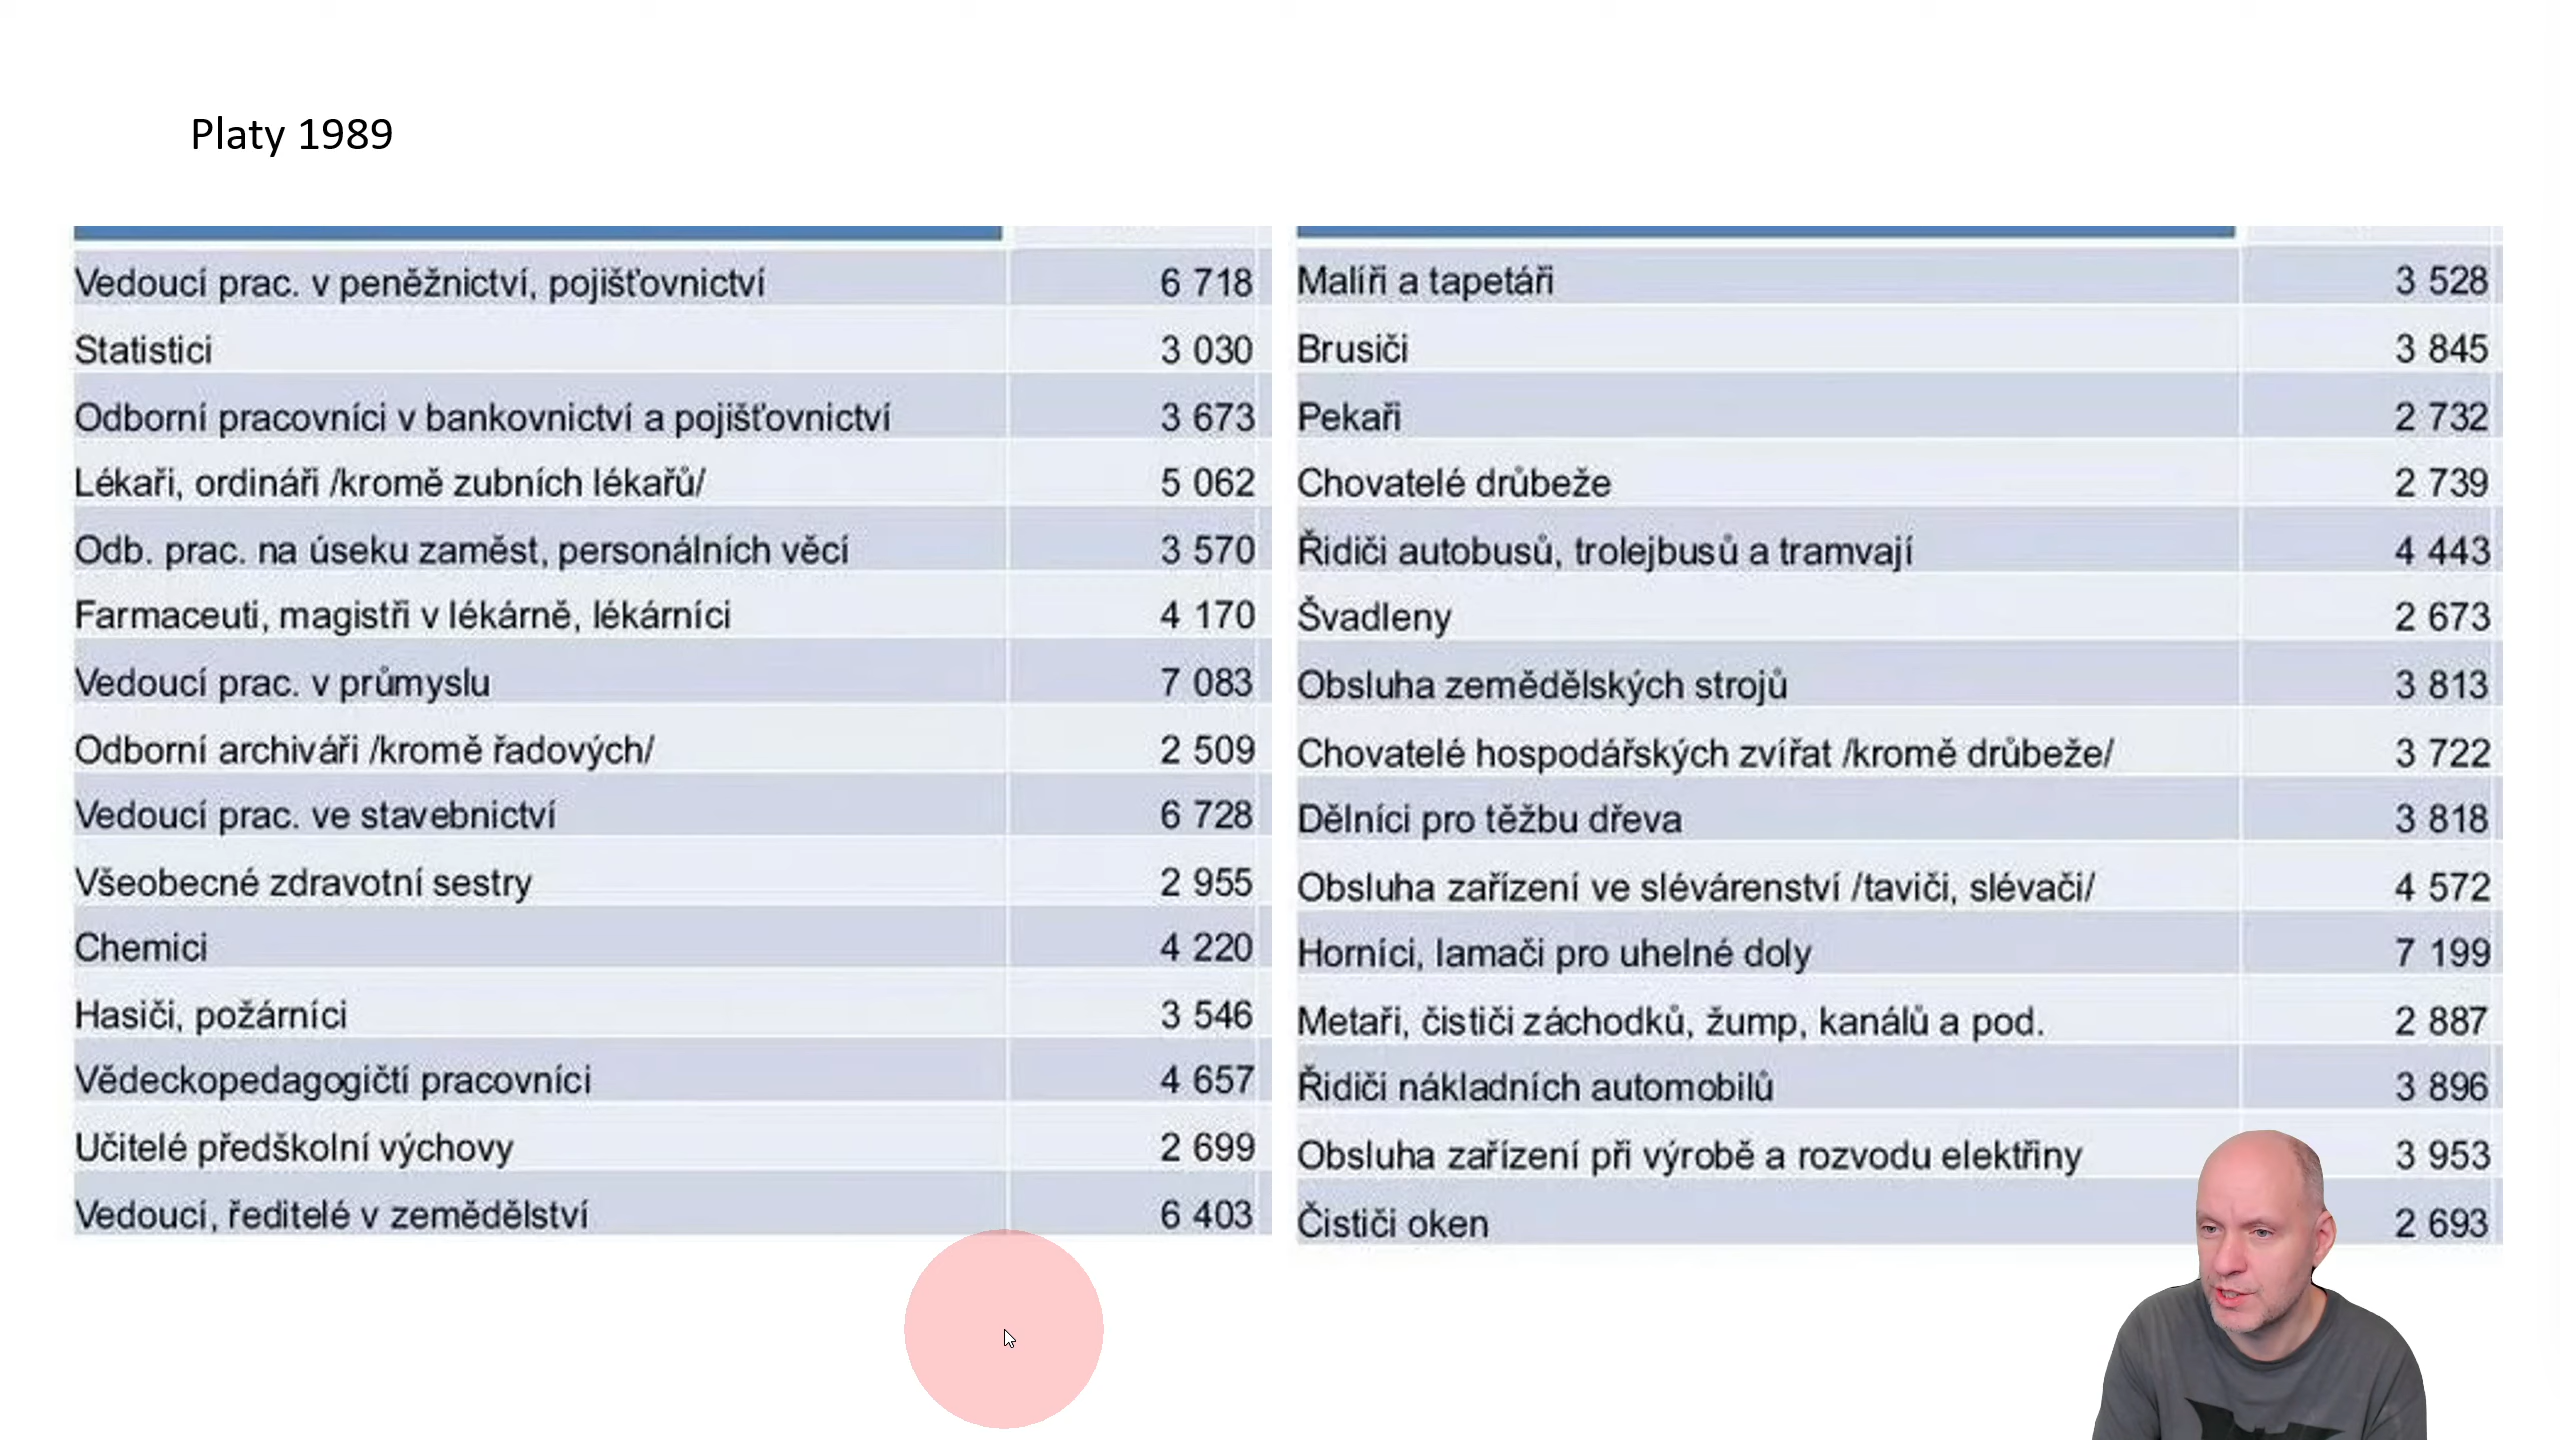 Platy 1989
Vedoucí prac. v peněžnictví, pojišťovnictví 6 718
Statistici 3 030
Odborní pracovníci v bankovnictví a pojišťovnictví 3 673
Lékaři, ordináři /kromě zubních lékařů/ 5 062
Odb. prac. na úseku zaměst, personálních věcí 3 570
Farmaceuti, magistři v lékárně, lékárníci 4 170
Vedoucí prac. v průmyslu 7 083
Odborní archiváři /kromě řadových/ 2 509
Vedoucí prac. ve stavebnictví 6 728
Všeobecné zdravotní sestry 2 955
Chemici 4 220
Hasiči, požárníci 3 546
Vědeckopedagogičtí pracovníci 4 657
Učitelé předškolní výchovy 2 699
Vedoucí, ředitelé v zemědělství 6 403
Malíři a tapetáři 3 528
Brusiči 3 845
Pekaři 2 732
Chovatelé drůbeže 2 739
Řidiči autobusů, trolejbusů a tramvají 4 443
Švadleny 2 673
Obsluha zemědělských strojů 3 813
Chovatelé hospodářských zvířat /kromě drůbeže/ 3 722
Dělníci pro těžbu dřeva 3 818
Obsluha zařízení ve slévárenství /taviči, slévači/ 4 572
Horníci, lamači pro uhelné doly 7 199
Metaři, čističi záchodků, žump, kanálů a pod. 2 887
Řidiči nákladních automobilů 3 896
Obsluha zařízení při výrobě a rozvodu elektřiny 3 953
Čističi oken 2 693